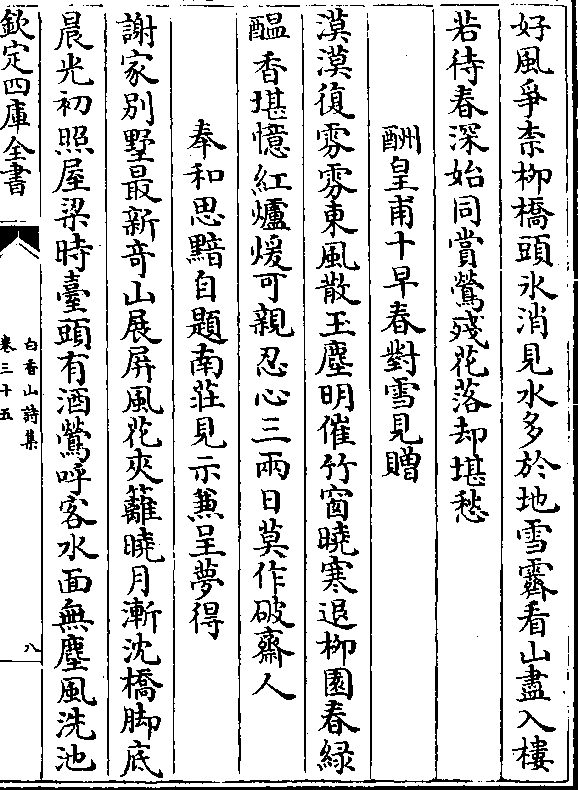 好風爭柰柳橋頭氷消見水多於地雪霽看山盡入樓
若待春深始同賞鶯殘花落却堪愁
酬皇甫十早春對雪見贈
漠漠復雰雰東風散玉塵明催竹窗曉寒退柳園春緑
醖香堪憶紅爐煖可親忍心三兩日莫作破齋人
奉和思黯自題南莊見示兼呈夢得
謝家别墅最新竒山展屏風花夾籬曉月漸沈橋脚底
晨光初照屋梁時臺頭有酒鶯呼客水面無塵風洗池
欽定四庫全書
白香山詩集
卷三十五
八